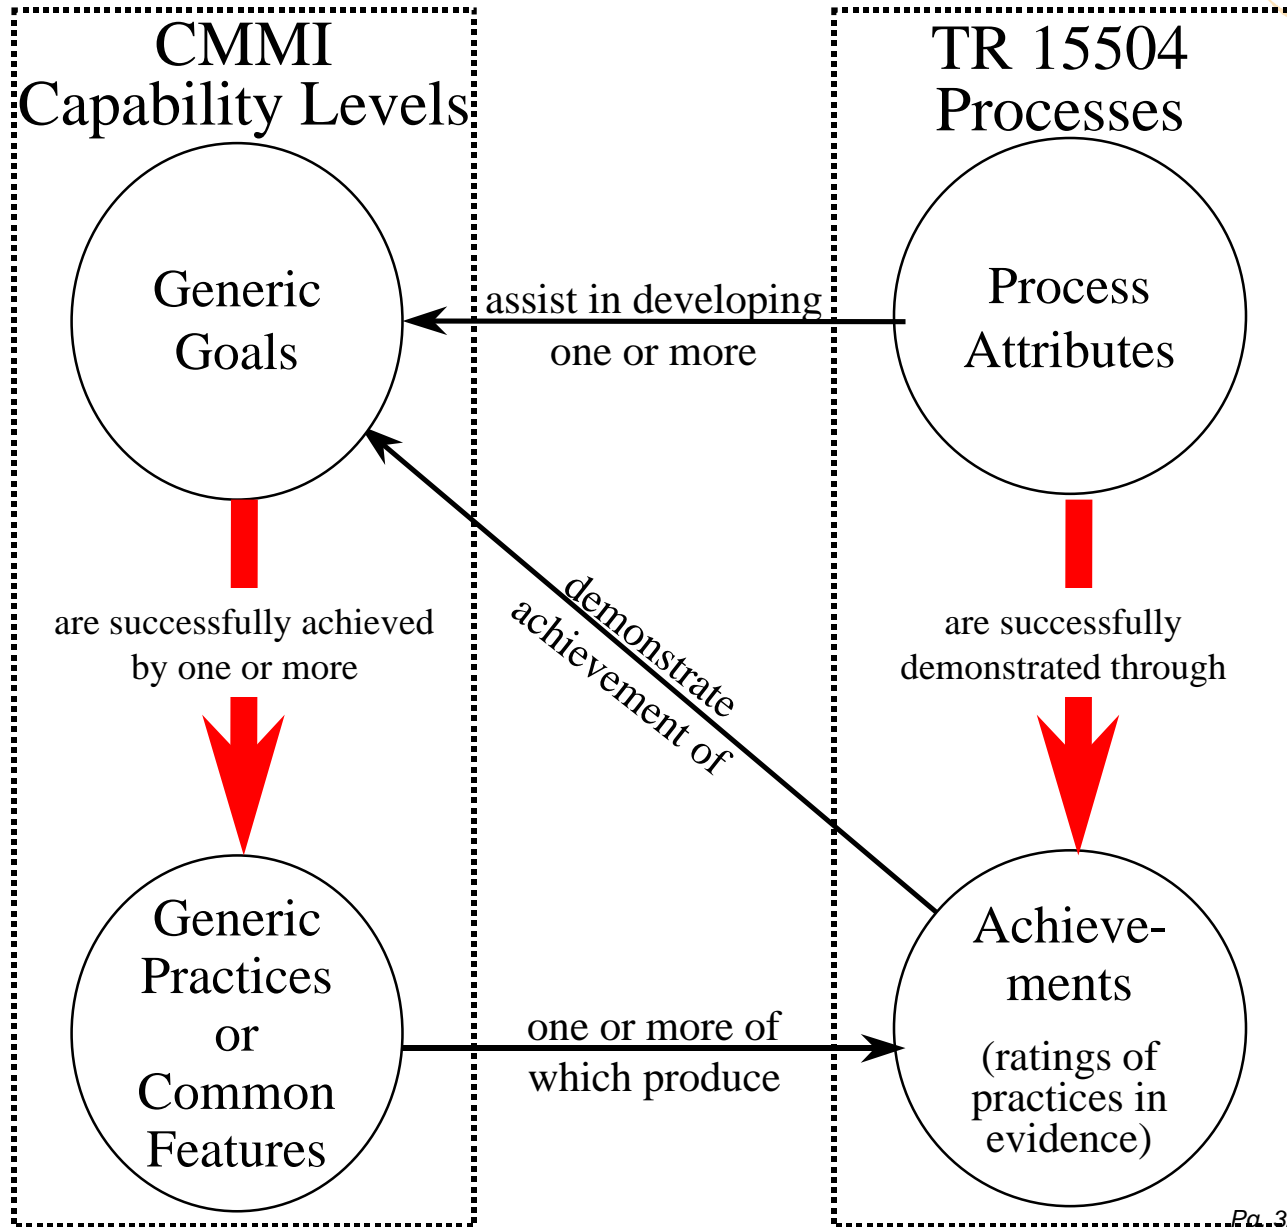 CMMI
Capability Levels
TR 15504
Processes
Generic
Goals
assist in developing
one or more
Process
Attributes
are successfully achieved
by one or more
demonstrate
achievement of
are successfully
demonstrated through
Generic
Practices
or
Common
Features
one or more of
which produce
Achieve-
ments
(ratings of
practices in
evidence)
Pg. 3